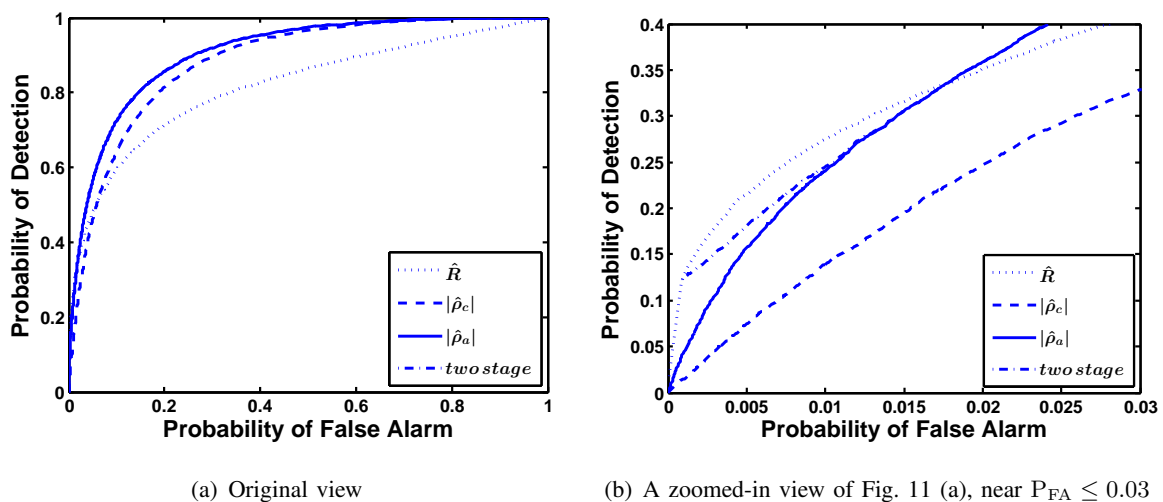 1
0.8
0.6
0.4
0.2
0
0 0.2 0.4 0.6 0.8 1
Probability of Detection
Probability of False Alarm
R̂
|ρ̂c|
|ρ̂a|
two stage
(a) Original view
0.4
0.35
0.3
0.25
0.2
0.15
0.1
0.05
0
0 0.005 0.01 0.015 0.02 0.025 0.03
Probability of Detection
Probability of False Alarm
R̂
|ρ̂c|
|ρ̂a|
two stage
(b) A zoomed-in view of Fig. 11 (a), near PFA ≤ 0.03